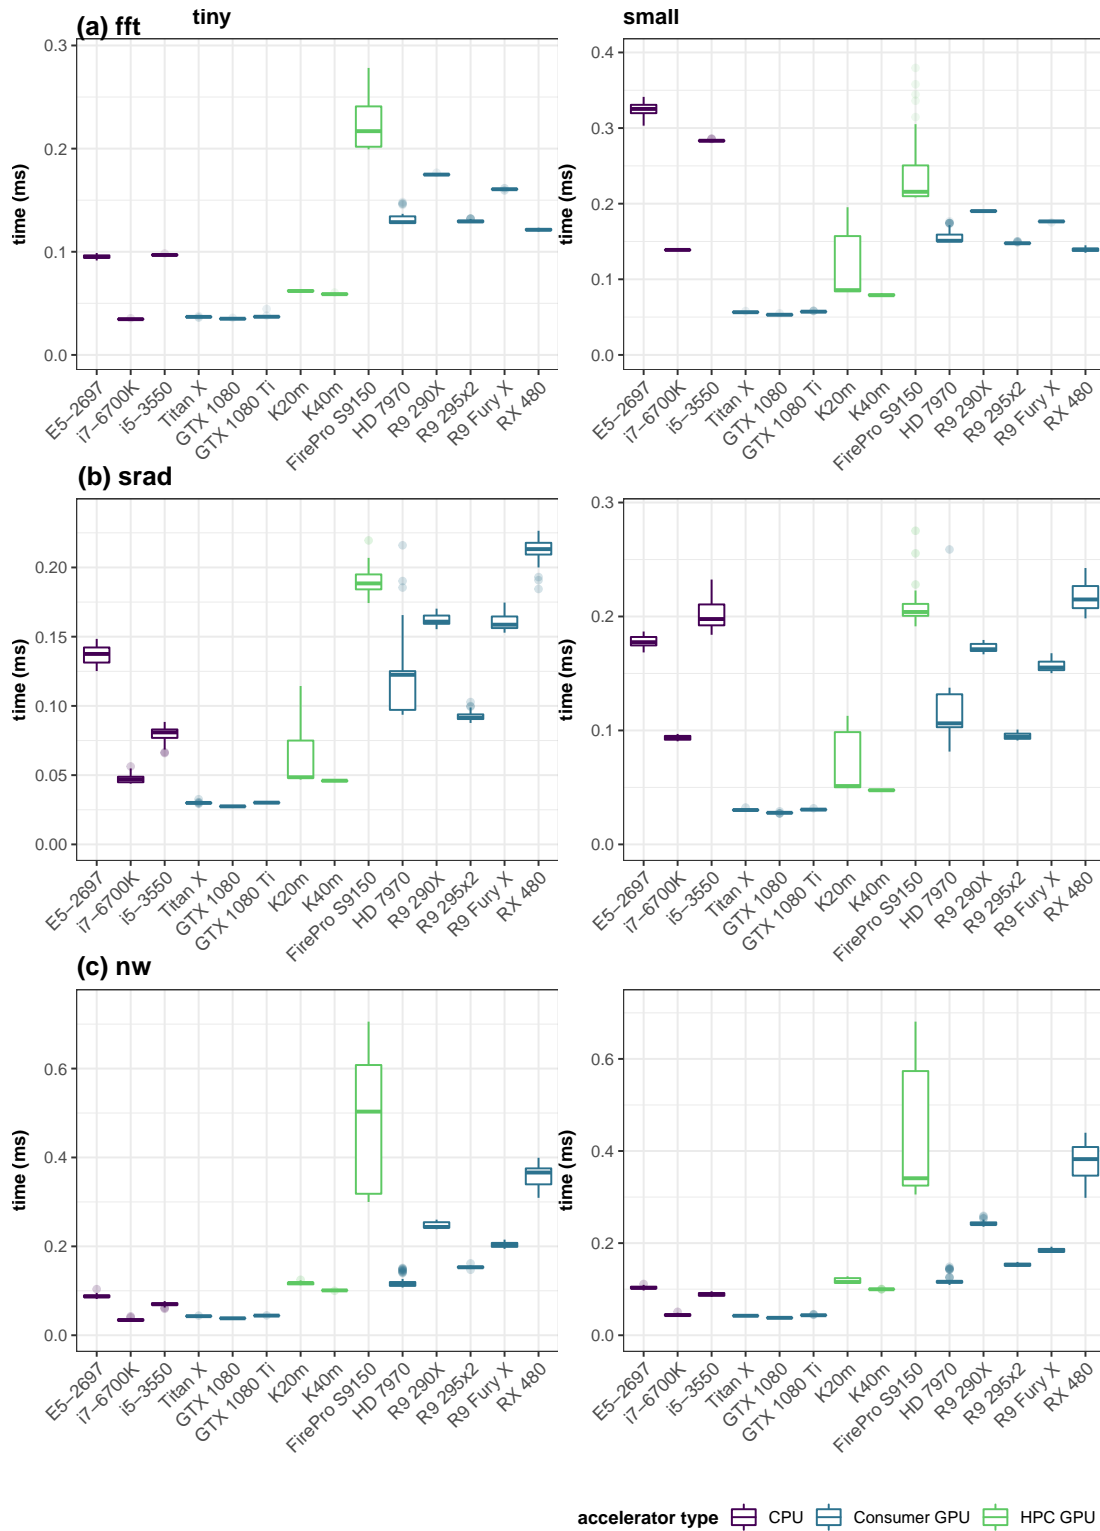 (a) fft
tiny
small
time (ms)
0.3
0.2
0.1
0.0
E5−2697
i7−6700K
i5−3550
Titan X
GTX 1080
GTX 1080 Ti
K20m
K40m
FirePro S9150
HD 7970
R9 290X
R9 295x2
R9 Fury X
RX 480
time (ms)
0.4
0.3
0.2
0.1
0.0
E5−2697
i7−6700K
i5−3550
Titan X
GTX 1080
GTX 1080 Ti
K20m
K40m
FirePro S9150
HD 7970
R9 290X
R9 295x2
R9 Fury X
RX 480
(b) srad
time (ms)
0.20
0.15
0.10
0.05
0.00
E5−2697
i7−6700K
i5−3550
Titan X
GTX 1080
GTX 1080 Ti
K20m
K40m
FirePro S9150
HD 7970
R9 290X
R9 295x2
R9 Fury X
RX 480
time (ms)
0.3
0.2
0.1
0.0
E5−2697
i7−6700K
i5−3550
Titan X
GTX 1080
GTX 1080 Ti
K20m
K40m
FirePro S9150
HD 7970
R9 290X
R9 295x2
R9 Fury X
RX 480
(c) nw
time (ms)
0.6
0.4
0.2
0.0
E5−2697
i7−6700K
i5−3550
Titan X
GTX 1080
GTX 1080 Ti
K20m
K40m
FirePro S9150
HD 7970
R9 290X
R9 295x2
R9 Fury X
RX 480
time (ms)
0.6
0.4
0.2
0.0
E5−2697
i7−6700K
i5−3550
Titan X
GTX 1080
GTX 1080 Ti
K20m
K40m
FirePro S9150
HD 7970
R9 290X
R9 295x2
R9 Fury X
RX 480
accelerator type CPU Consumer GPU HPC GPU